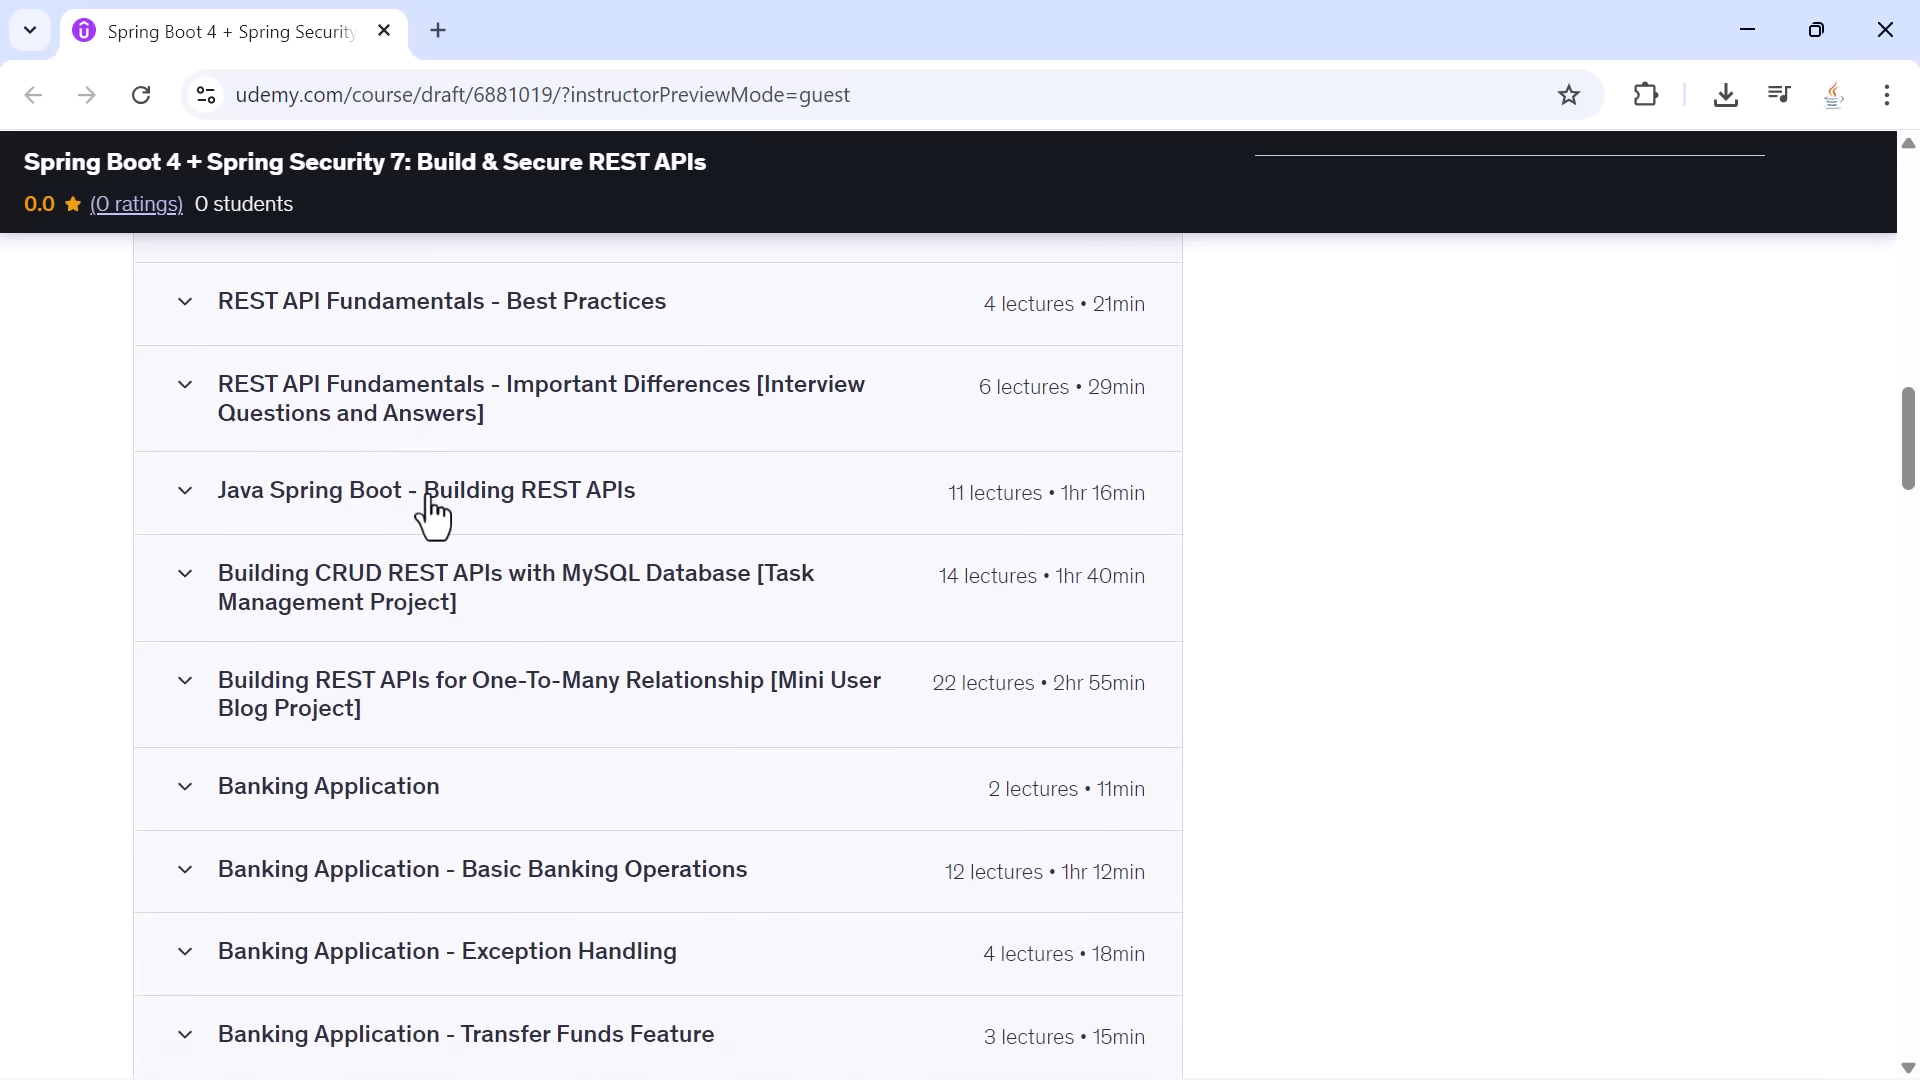 Spring Boot 4 + Spring Security
udemy.com/course/draft/6881019/?instructorPreviewMode=guest
Spring Boot 4 + Spring Security 7: Build & Secure REST APIs
0.0 ★ (0 ratings) 0 students
REST API Fundamentals - Best Practices 4 lectures • 21min
REST API Fundamentals - Important Differences [Interview 6 lectures • 29min
Questions and Answers]
Java Spring Boot - Building REST APIs 11 lectures • 1hr 16min
Building CRUD REST APIs with MySQL Database [Task 14 lectures • 1hr 40min
Management Project]
Building REST APIs for One-To-Many Relationship [Mini User 22 lectures • 2hr 55min
Blog Project]
Banking Application 2 lectures • 11min
Banking Application - Basic Banking Operations 12 lectures • 1hr 12min
Banking Application - Exception Handling 4 lectures • 18min
Banking Application - Transfer Funds Feature 3 lectures • 15min